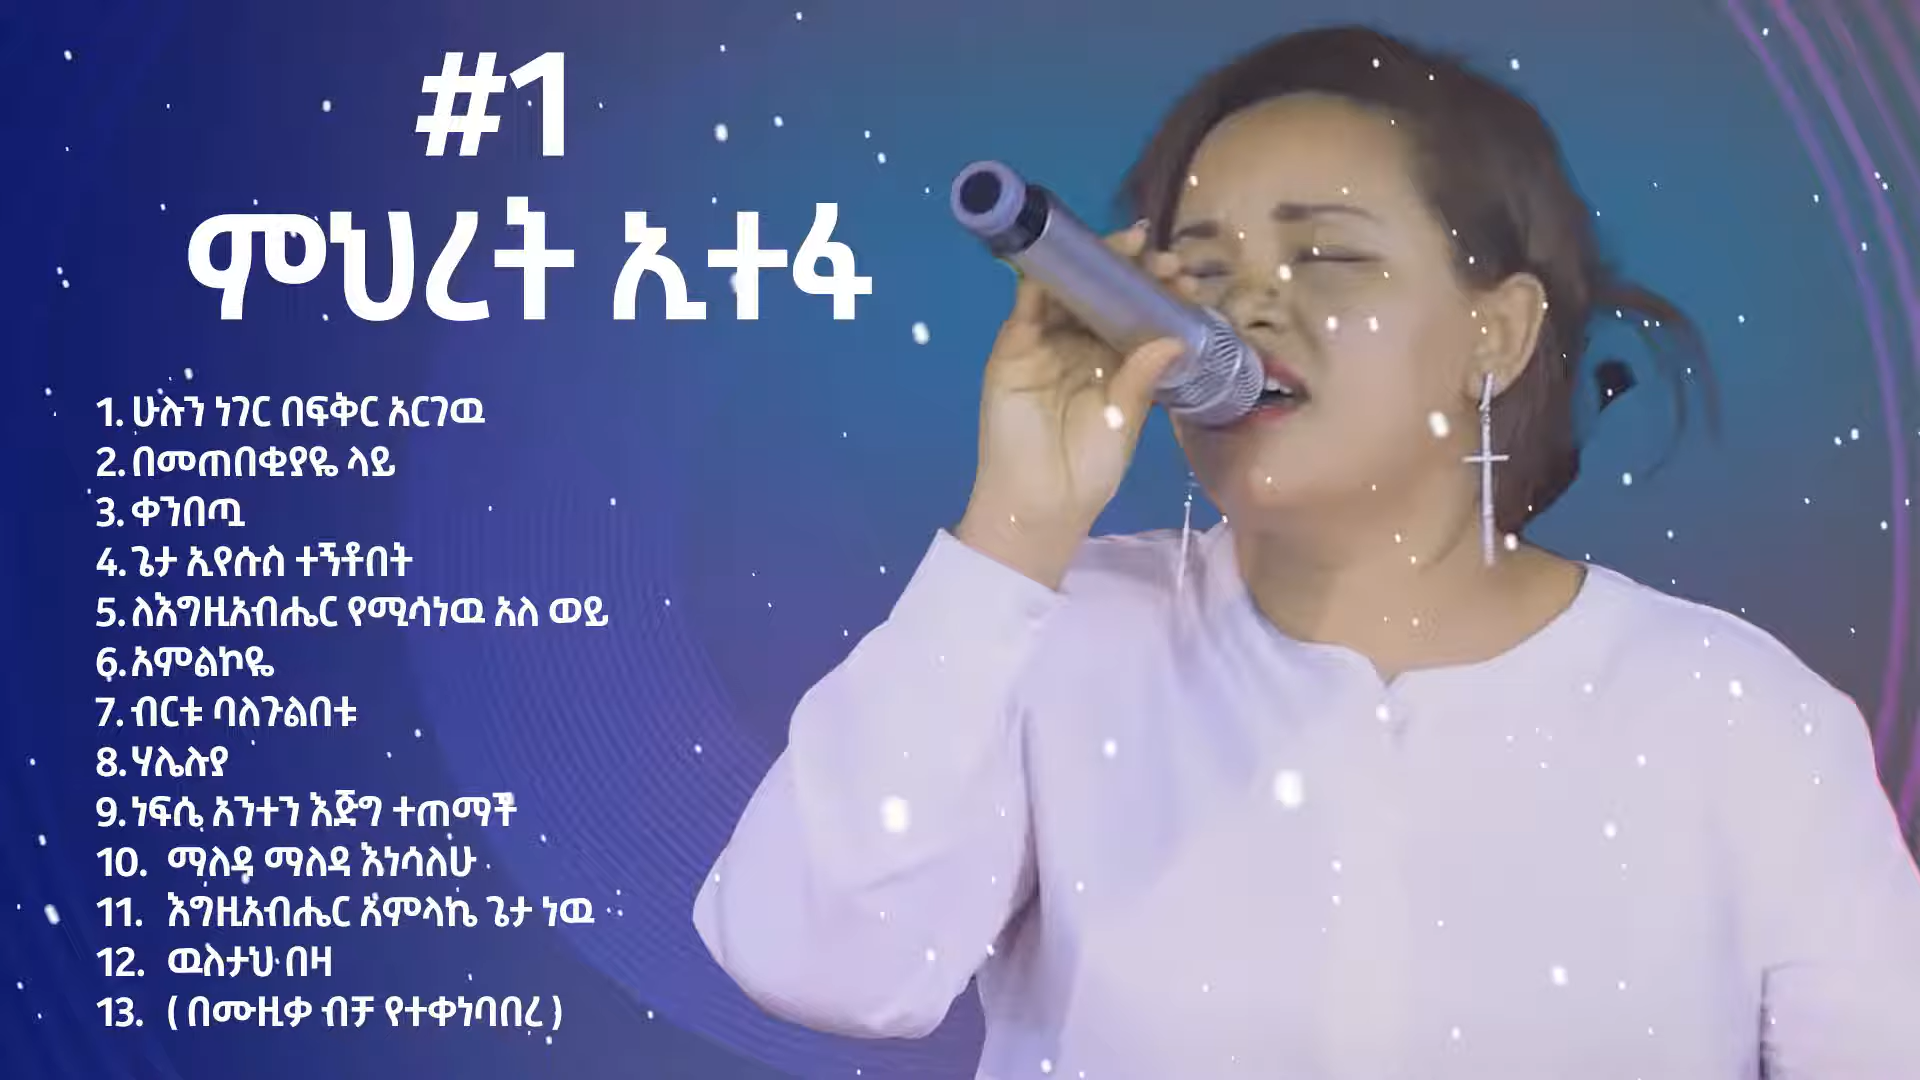 #1
ምህረት ኢተፋ
1. ሁሉን ነገር በፍቅር አርገዉ
2. በመጠበቂያዬ ላይ
3. ቀንበጧ
4. ጌታ ኢየሱስ ተኝቶበት
5. ለእግዚአብሔር የሚሳነዉ አለ ወይ
6. አምልኮዬ
7. ብርቱ ባለጉልበቱ
8. ሃሌሉያ
9. ነፍሴ አንተን እጅግ ተጠማች
10. ማለዳ ማለዳ እነሳለሁ
11. እግዚአብሔር አምላኬ ጌታ ነዉ
12. ዉለታህ በዛ
13. ( በሙዚቃ ብቻ የተቀነባበረ )